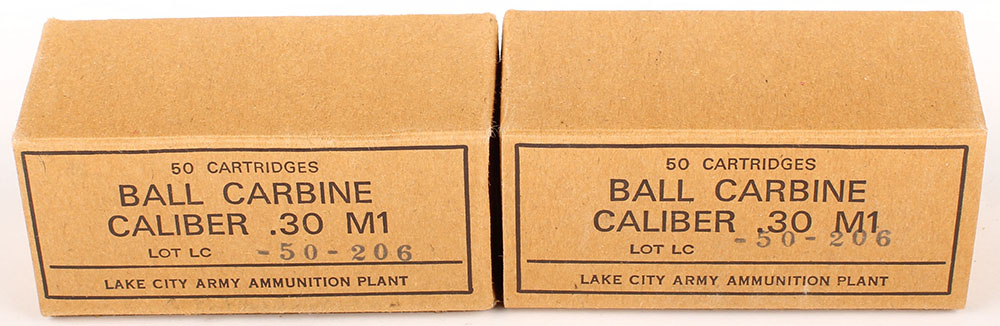 50 CARTRIDGES
BALL CARBINE
CALIBER .30 M1
LOT LC -50-206
LAKE CITY ARMY AMMUNITION PLANT
50 CARTRIDGES
BALL CARBINE
CALIBER .30 M1
LOT LC -50-206
LAKE CITY ARMY AMMUNITION PLANT